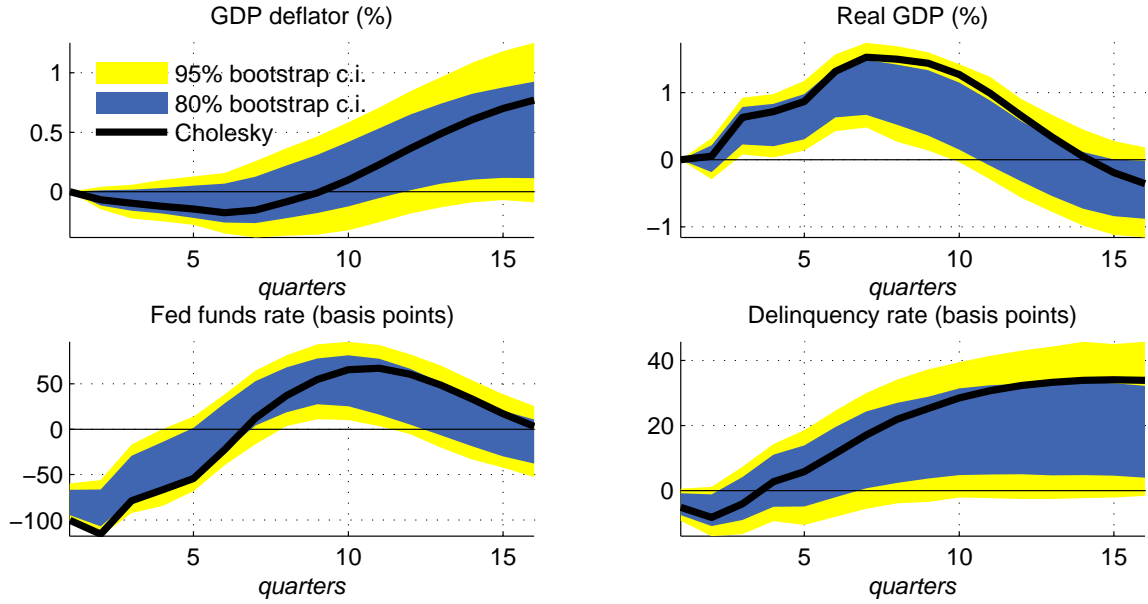 GDP deflator (%)
1
0.5
0
95% bootstrap c.i.
80% bootstrap c.i.
Cholesky
5 10 15
quarters
Real GDP (%)
1
0
−1
5 10 15
quarters
Fed funds rate (basis points)
50
0
−50
−100
5 10 15
quarters
Delinquency rate (basis points)
40
20
0
5 10 15
quarters